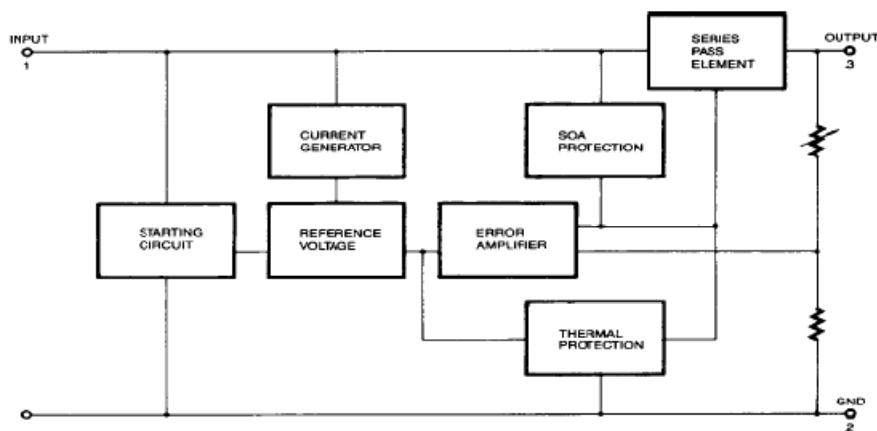 INPUT
1
SERIES
PASS
ELEMENT
OUTPUT
3
CURRENT
GENERATOR
SOA
PROTECTION
STARTING
CIRCUIT
REFERENCE
VOLTAGE
ERROR
AMPLIFIER
THERMAL
PROTECTION
GND
2